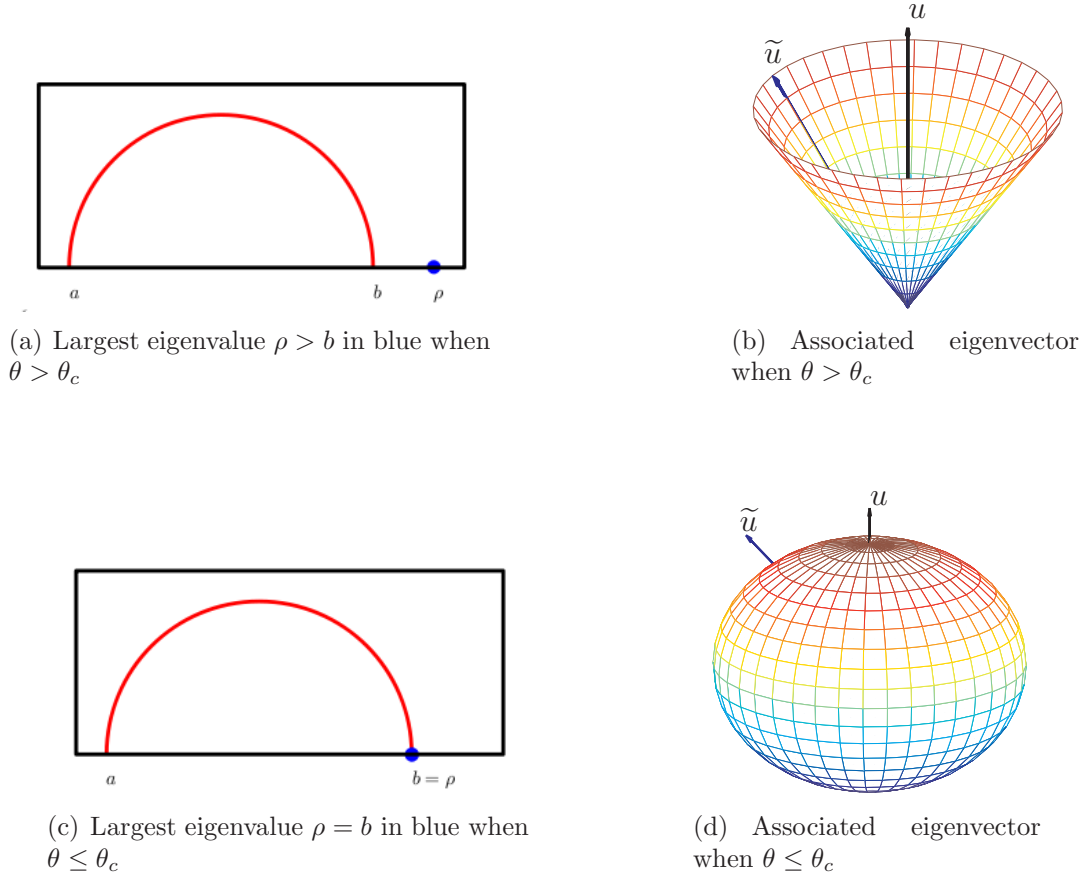 u
ũ
a b ρ
(a) Largest eigenvalue ρ > b in blue when
θ > θ_c
(b) Associated eigenvector
when θ > θ_c
u
ũ
a b = ρ
(c) Largest eigenvalue ρ = b in blue when
θ ≤ θ_c
(d) Associated eigenvector
when θ ≤ θ_c